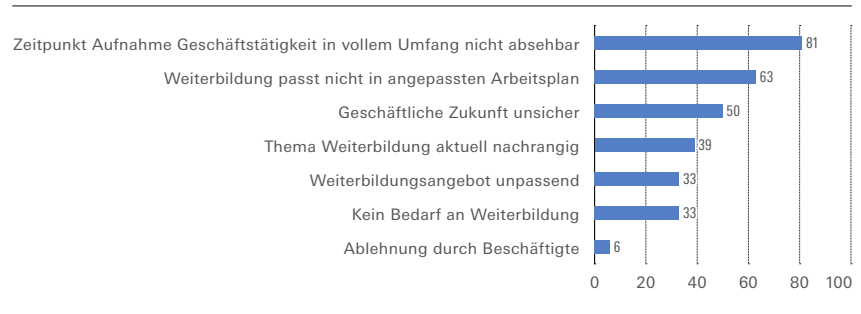 Zeitpunkt Aufnahme Geschäftstätigkeit in vollem Umfang nicht absehbar 81
Weiterbildung passt nicht in angepassten Arbeitsplan 63
Geschäftliche Zukunft unsicher 50
Thema Weiterbildung aktuell nachrangig 39
Weiterbildungsangebot unpassend 33
Kein Bedarf an Weiterbildung 33
Ablehnung durch Beschäftigte 6
0 20 40 60 80 100